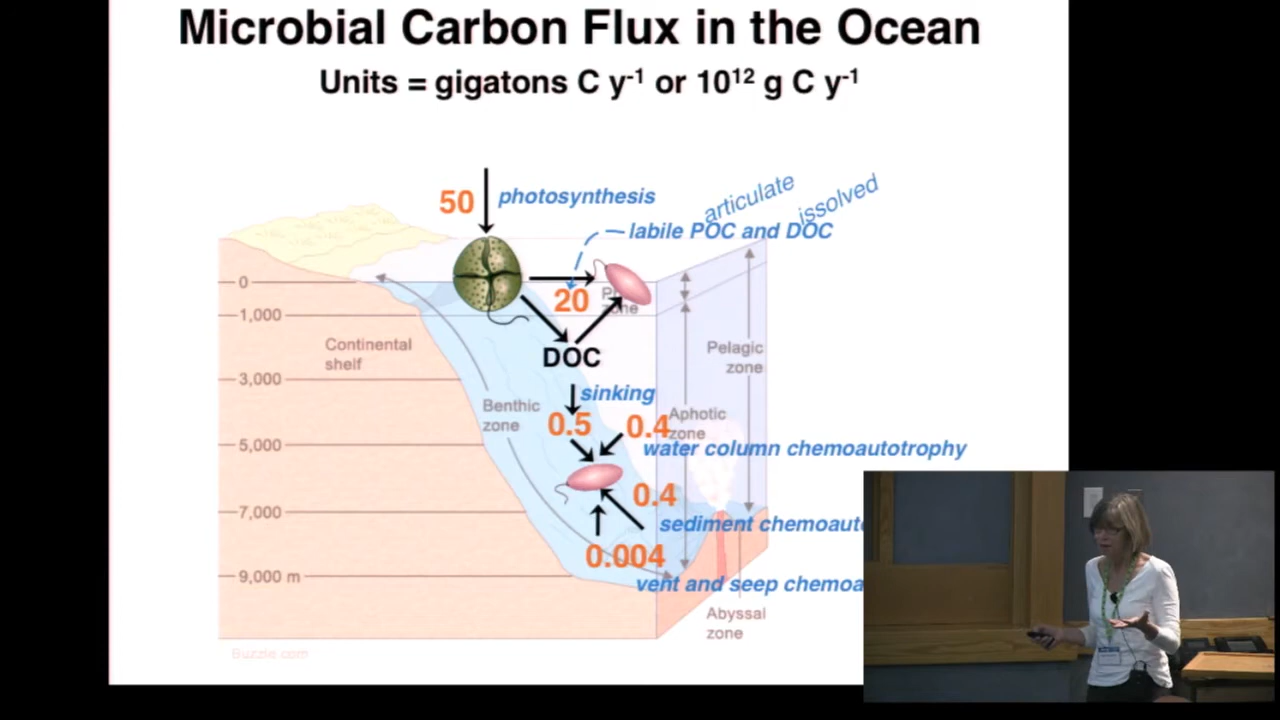 Microbial Carbon Flux in the Ocean
Units = gigatons C y⁻¹ or 10¹² g C y⁻¹
50 photosynthesis
articulate
issolved
labile POC and DOC
0
20
zone
1,000
Continental
shelf
DOC
Pelagic
zone
3,000
sinking
Benthic
zone
0.5
0.4
Aphotic
zone
5,000
water column chemoautotrophy
0.4
7,000
sediment chemoaut
0.004
9,000 m
vent and seep chemoa
Abyssal
zone
Buzzle.com